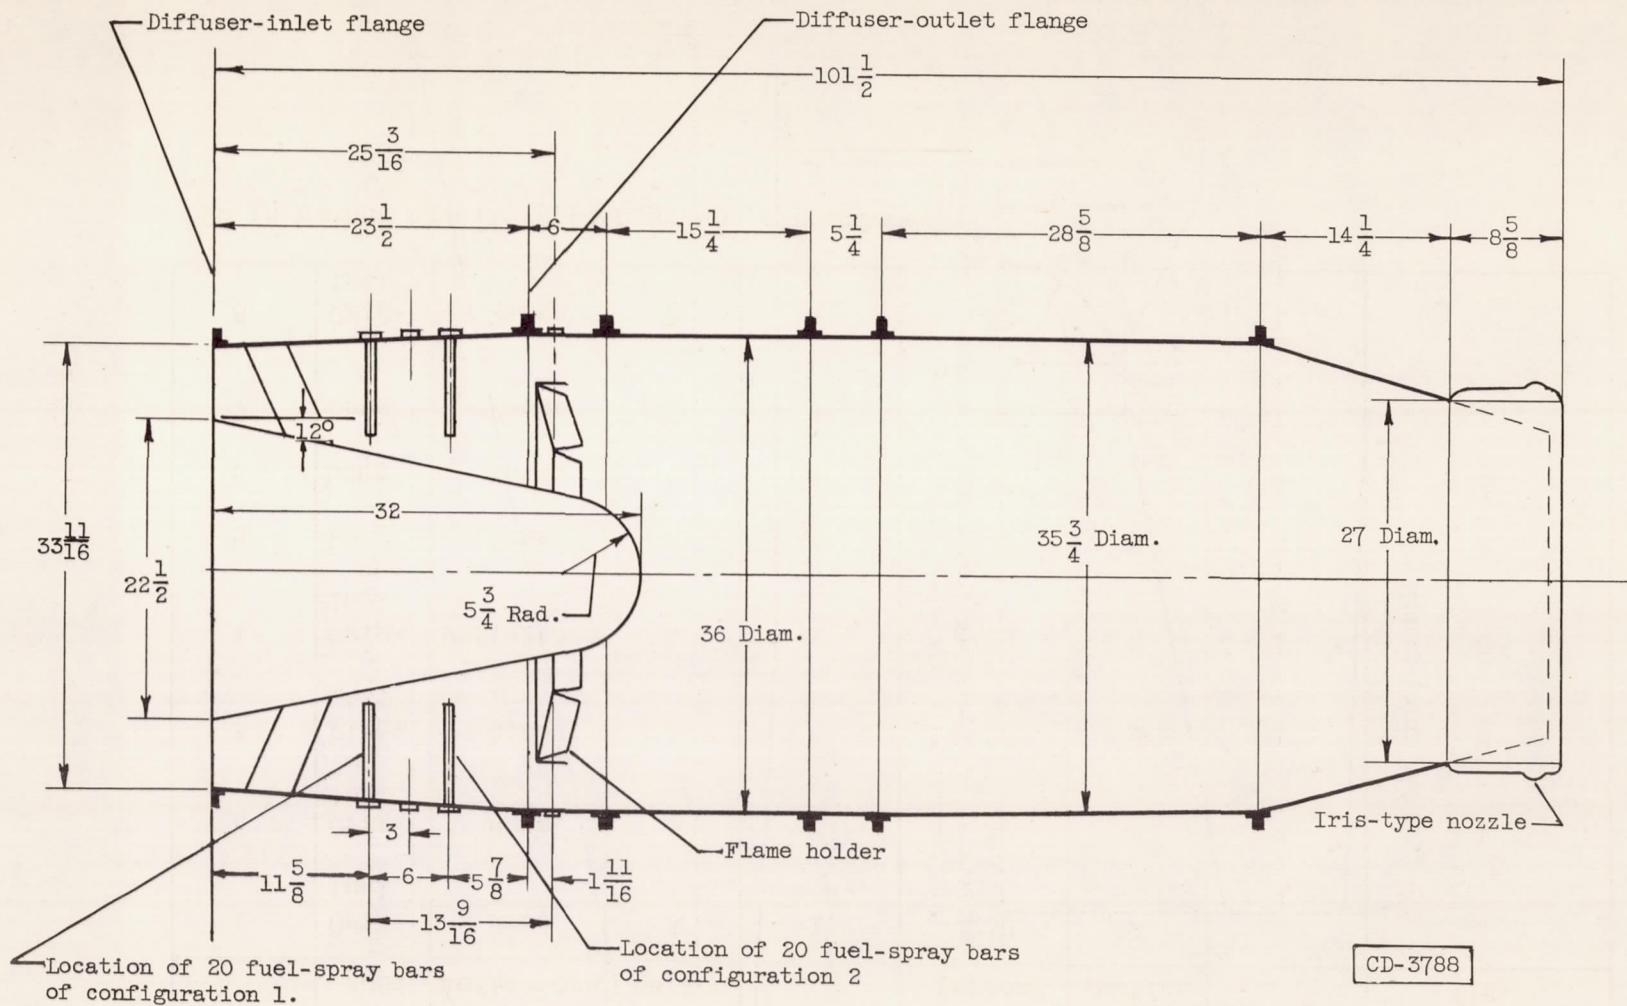 Diffuser-inlet flange
Diffuser-outlet flange
101 1/2
25 3/16
23 1/2
6
15 1/4
5 1/4
28 5/8
14 1/4
8 5/8
12°
32
33 11/16
22 1/2
5 3/4 Rad.
36 Diam.
35 3/4 Diam.
27 Diam.
Iris-type nozzle
3
Flame holder
11 5/8
6
5 7/8
1 11/16
13 9/16
Location of 20 fuel-spray bars
of configuration 1.
Location of 20 fuel-spray bars
of configuration 2
CD-3788